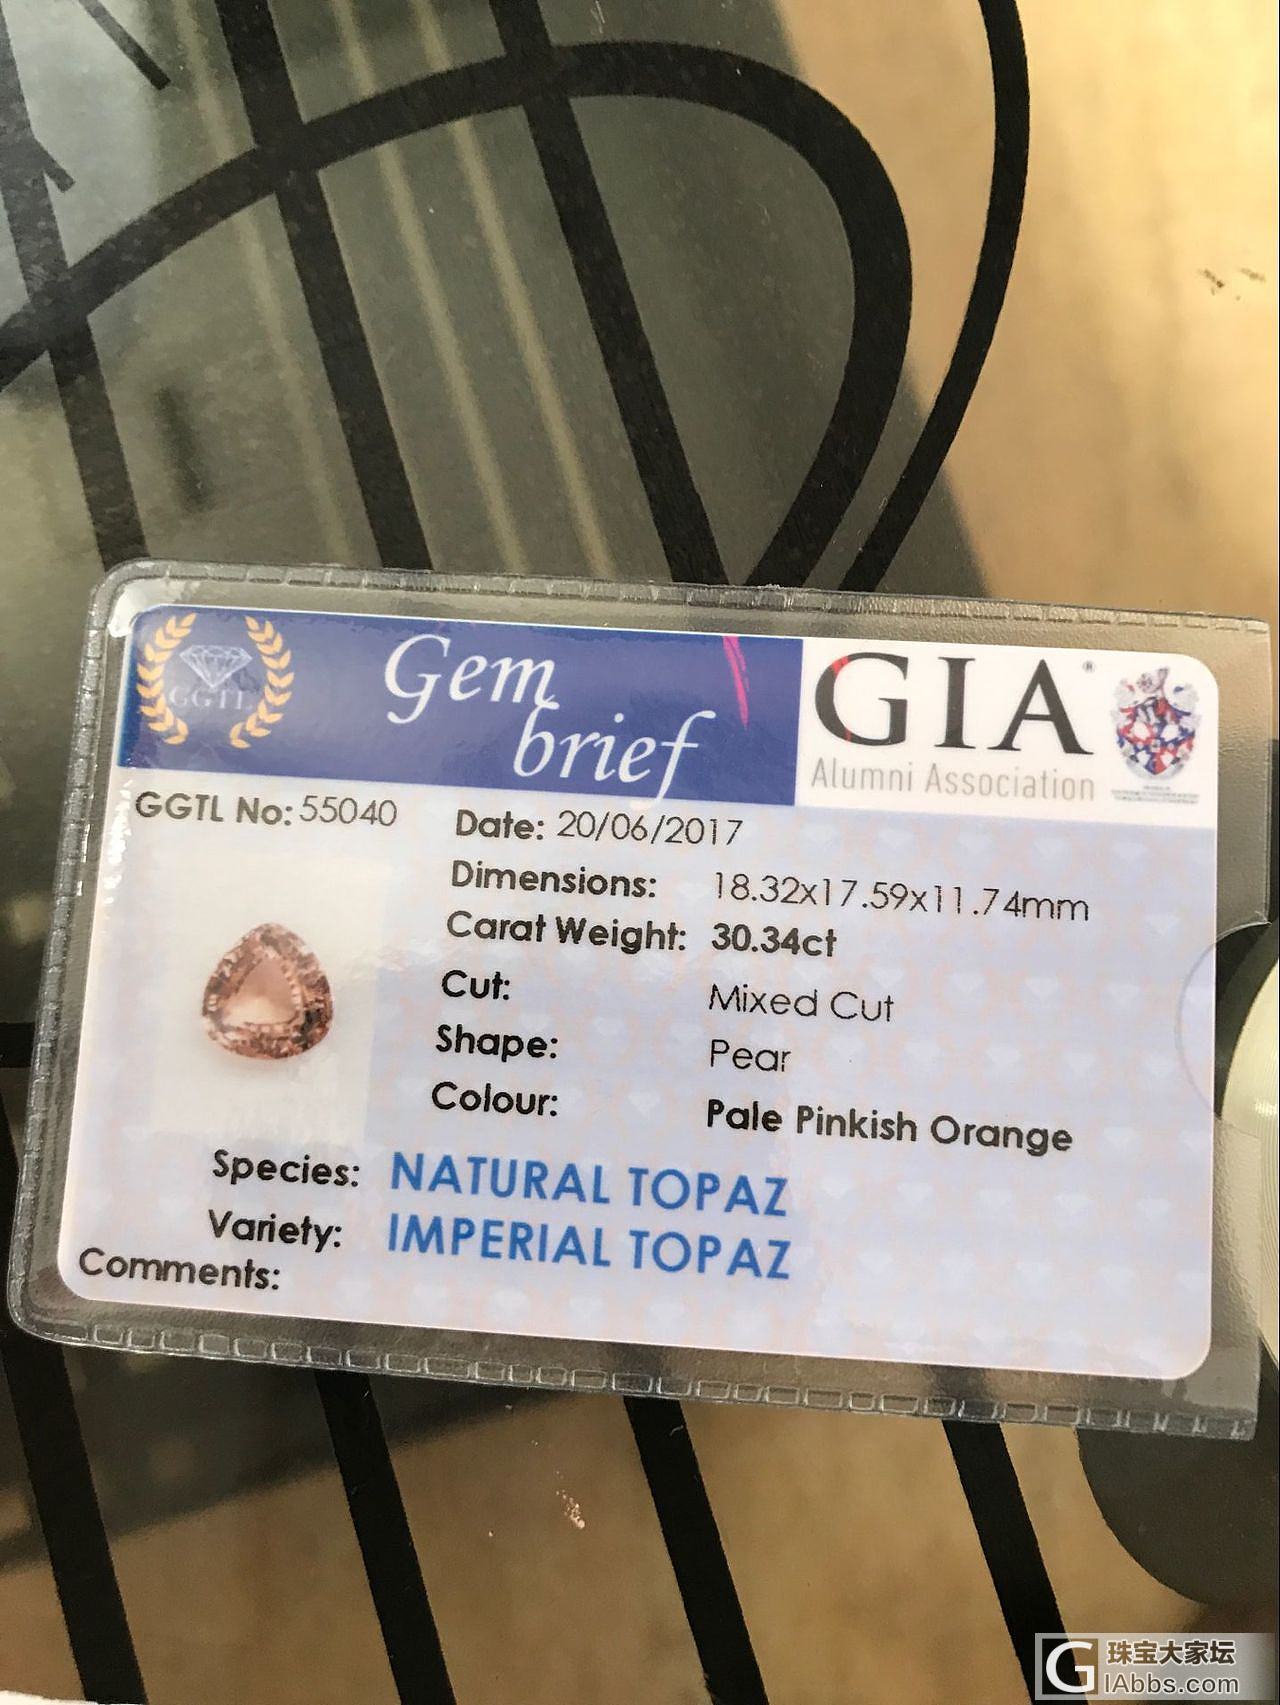 GGTL
Gem
brief
GIA®
Alumni Association
GGTL No: 55040
Date: 20/06/2017
Dimensions: 18.32x17.59x11.74mm
Carat Weight: 30.34ct
Cut: Mixed Cut
Shape: Pear
Colour: Pale Pinkish Orange
Species: NATURAL TOPAZ
Variety: IMPERIAL TOPAZ
Comments:
G 珠宝大家坛
IAbbs.com